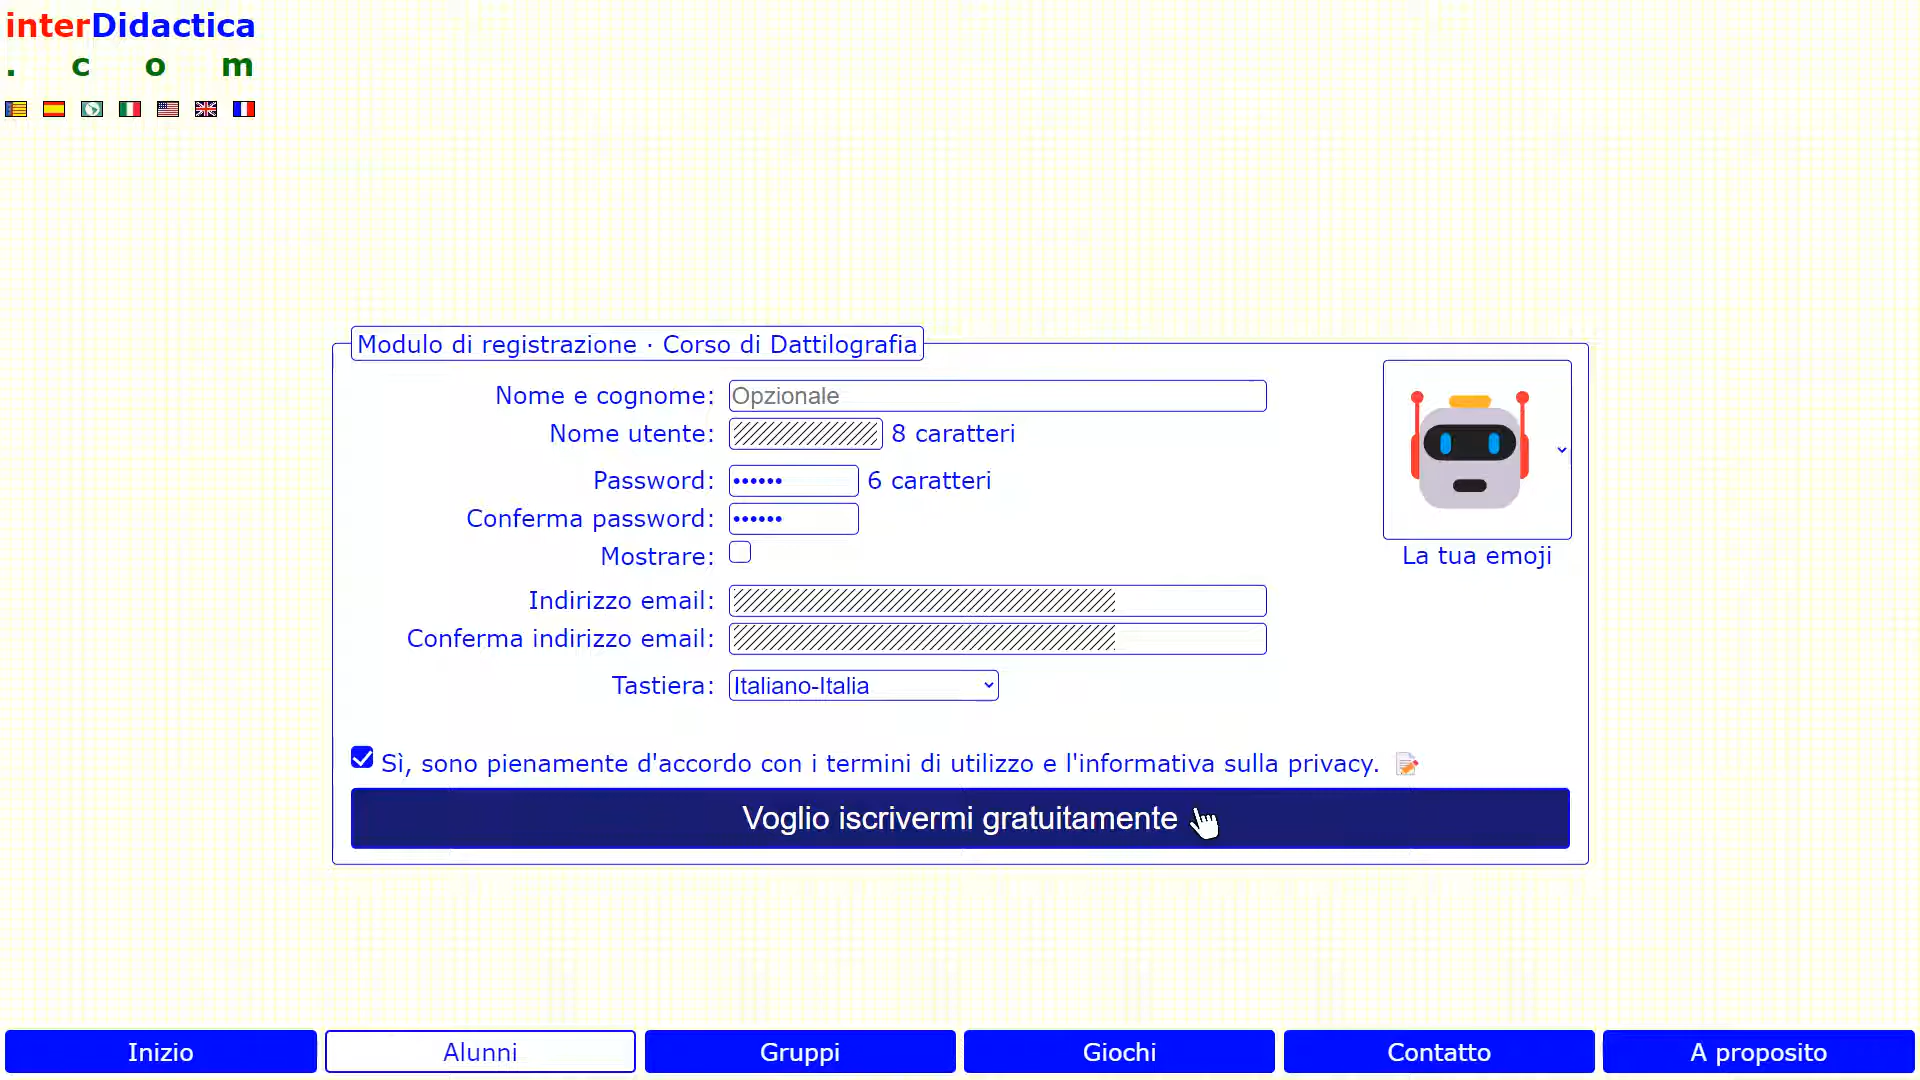 interDidactica
. c o m
Modulo di registrazione · Corso di Dattilografia
Nome e cognome: Opzionale
Nome utente: 8 caratteri
Password: •••••• 6 caratteri
Conferma password: ••••••
Mostrare:
La tua emoji
Indirizzo email:
Conferma indirizzo email:
Tastiera: Italiano-Italia
Sì, sono pienamente d'accordo con i termini di utilizzo e l'informativa sulla privacy.
Voglio iscrivermi gratuitamente
Inizio Alunni Gruppi Giochi Contatto A proposito